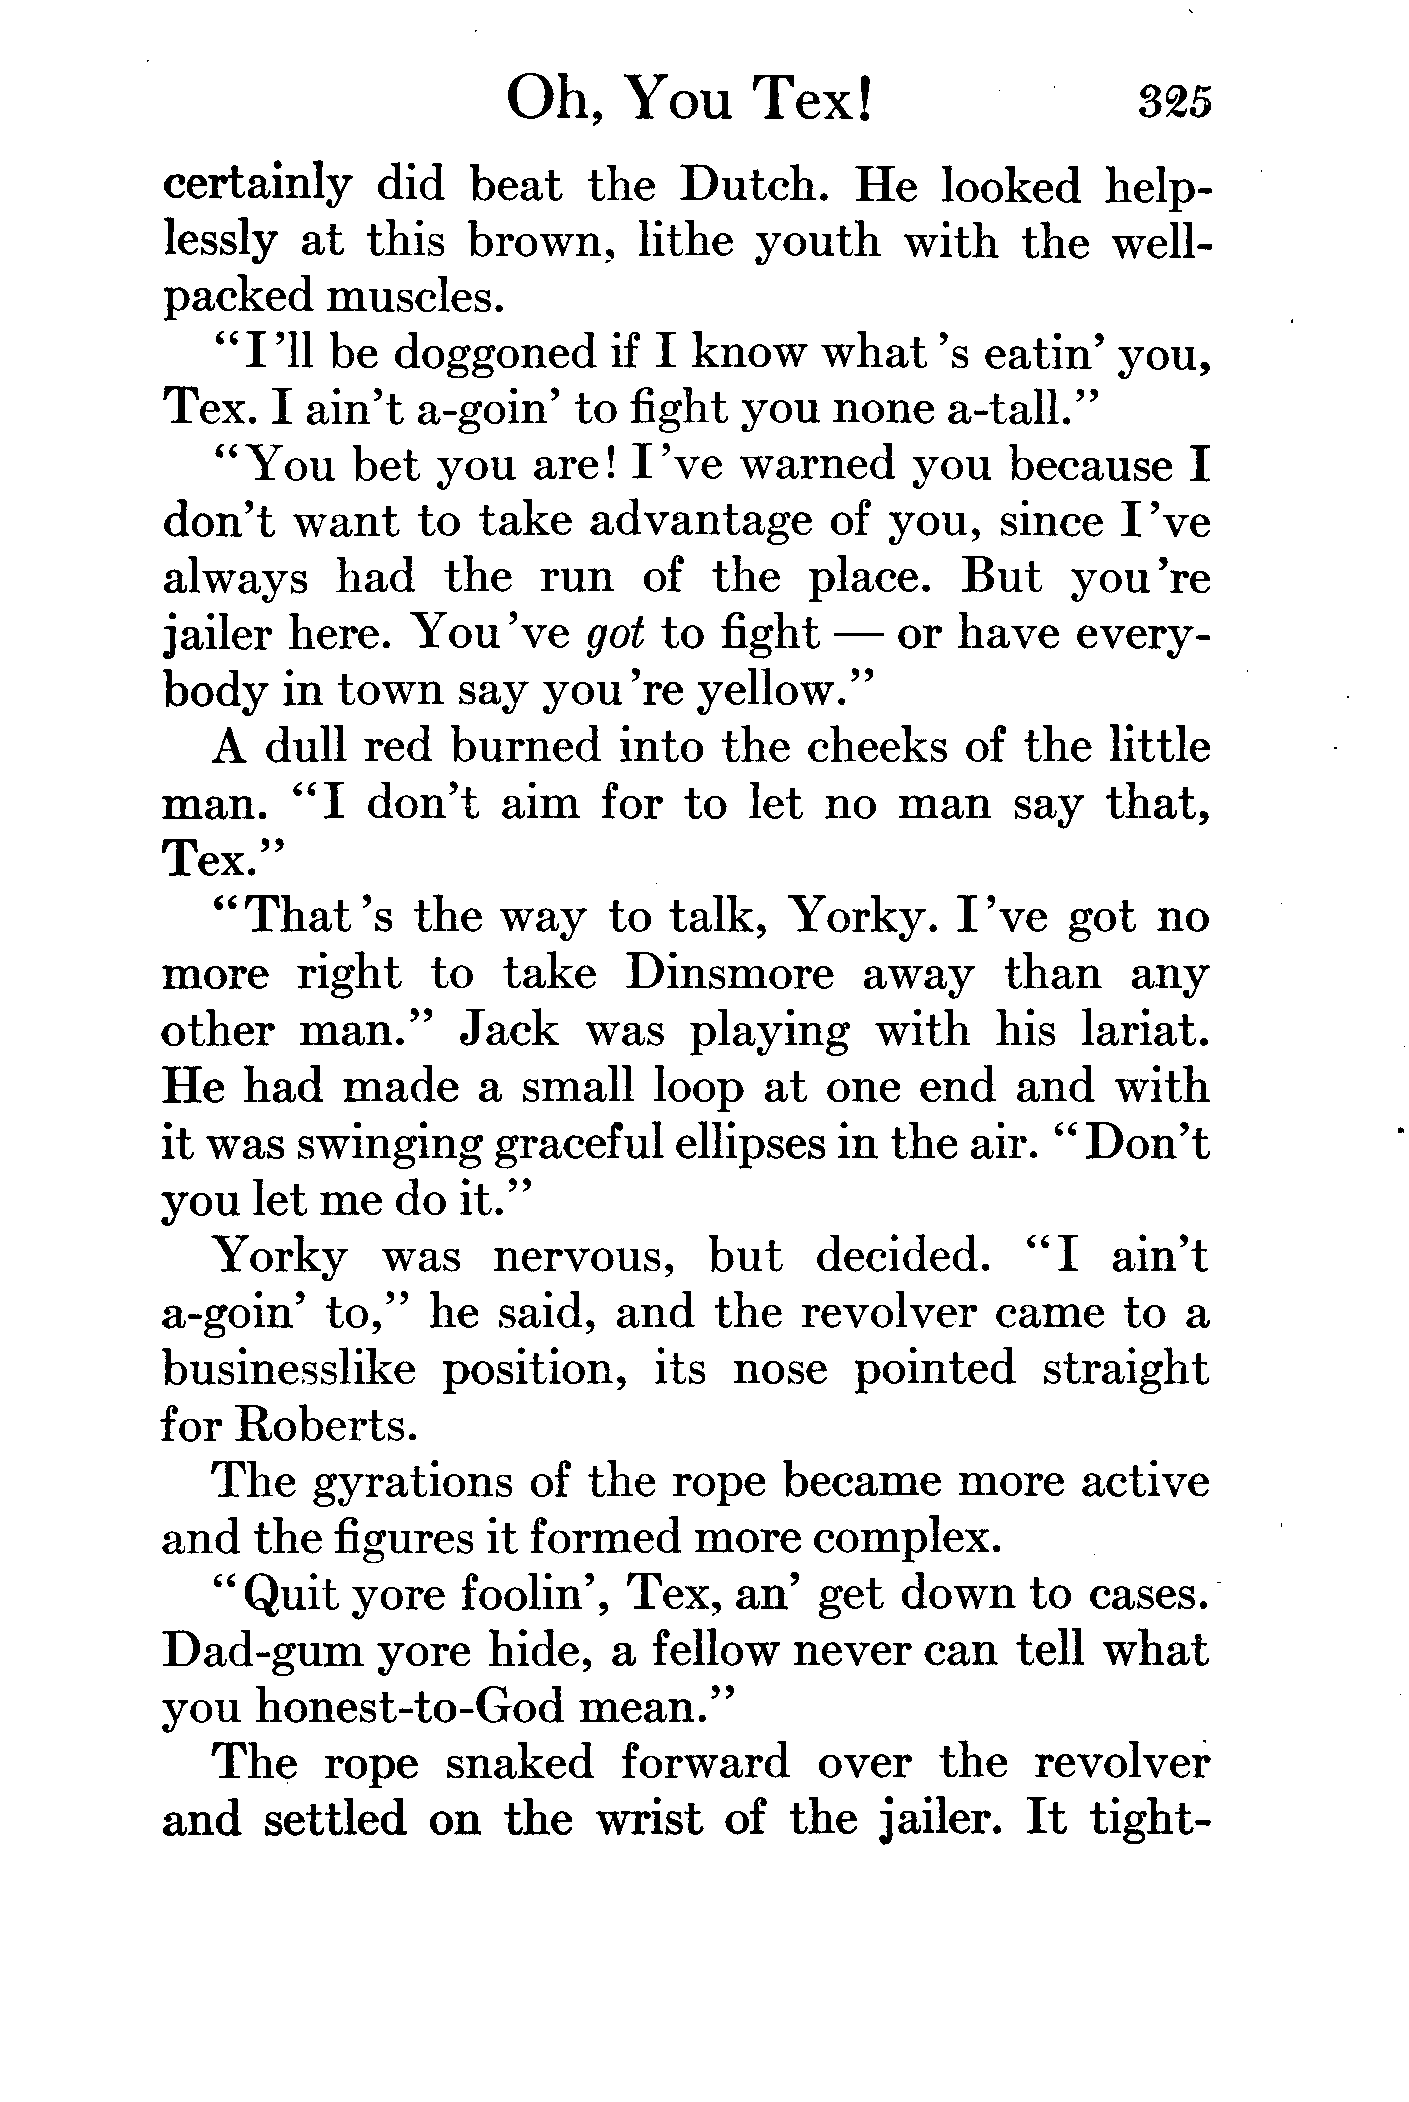 Oh, You Tex! 325
certainly did beat the Dutch. He looked help-
lessly at this brown, lithe youth with the well-
packed muscles.
"I'll be doggoned if I know what's eatin' you,
Tex. I ain't a-goin' to fight you none a-tall."
"You bet you are! I've warned you because I
don't want to take advantage of you, since I've
always had the run of the place. But you're
jailer here. You've got to fight — or have every-
body in town say you're yellow."
A dull red burned into the cheeks of the little
man. "I don't aim for to let no man say that,
Tex."
"That's the way to talk, Yorky. I've got no
more right to take Dinsmore away than any
other man." Jack was playing with his lariat.
He had made a small loop at one end and with
it was swinging graceful ellipses in the air. "Don't
you let me do it."
Yorky was nervous, but decided. "I ain't
a-goin' to," he said, and the revolver came to a
businesslike position, its nose pointed straight
for Roberts.
The gyrations of the rope became more active
and the figures it formed more complex.
"Quit yore foolin', Tex, an' get down to cases.
Dad-gum yore hide, a fellow never can tell what
you honest-to-God mean."
The rope snaked forward over the revolver
and settled on the wrist of the jailer. It tight-